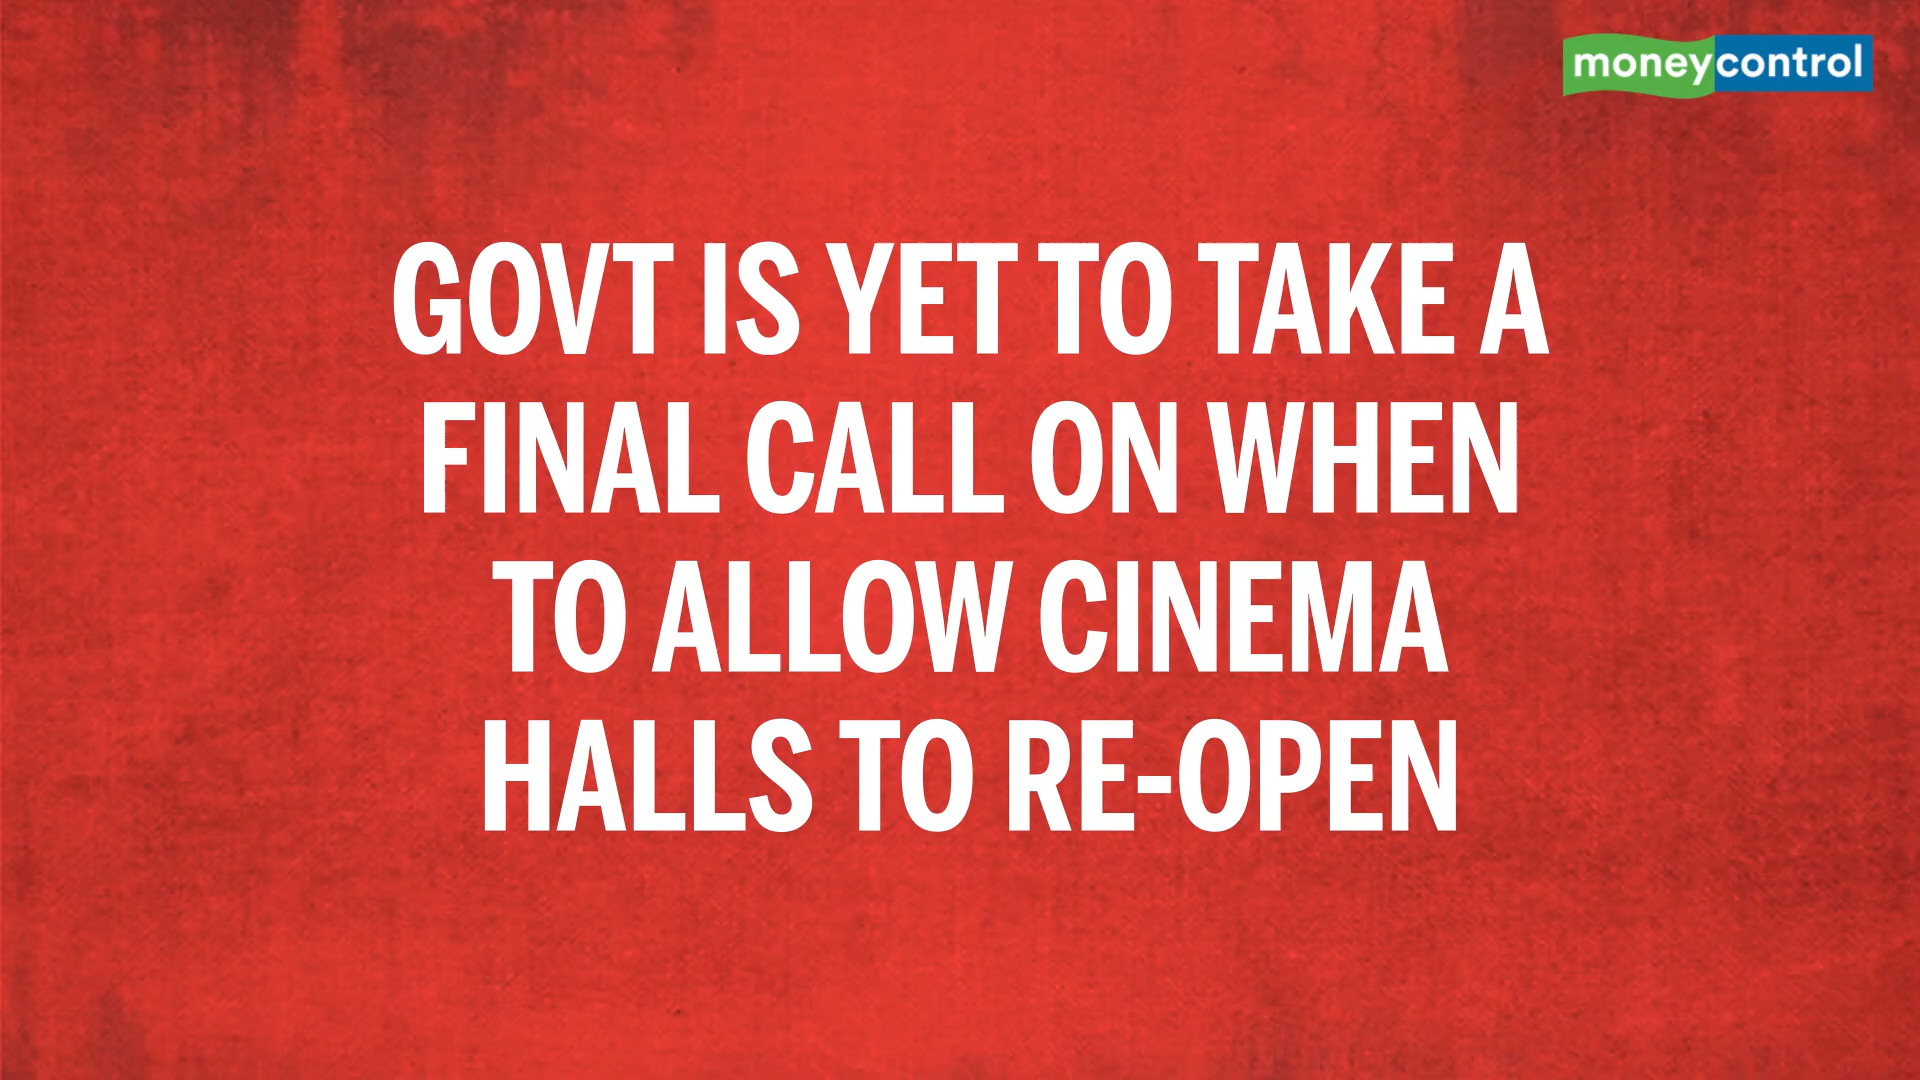 moneycontrol
GOVT IS YET TO TAKE A
FINAL CALL ON WHEN
TO ALLOW CINEMA
HALLS TO RE-OPEN